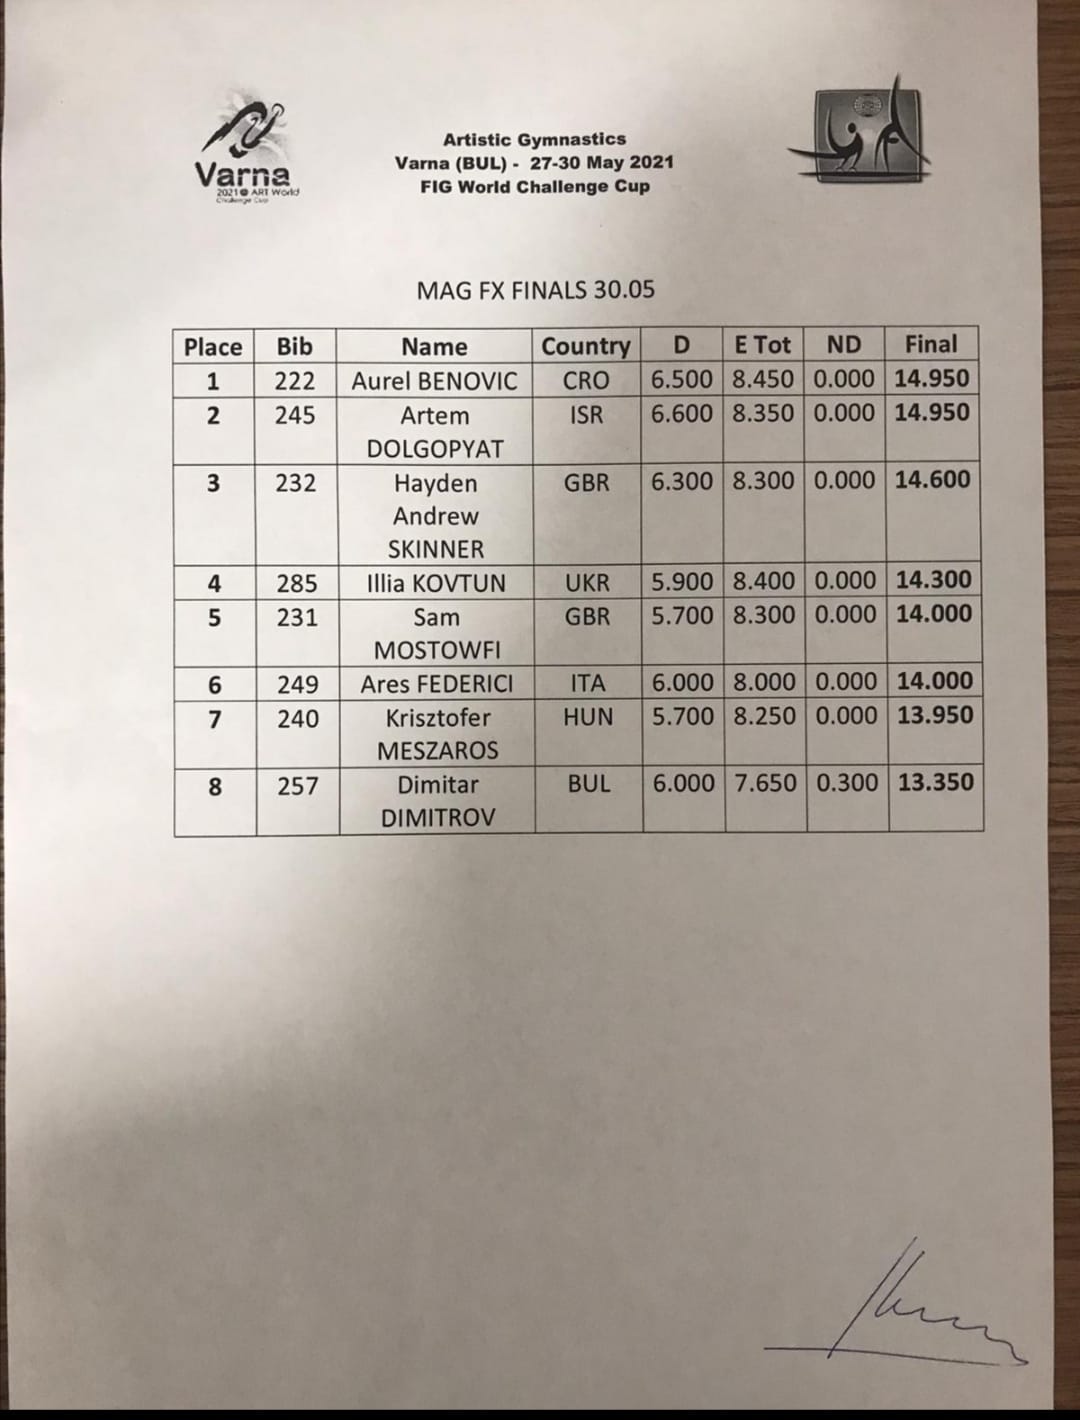 Varna
2021 ART World
Challenge Cup
Artistic Gymnastics
Varna (BUL) - 27-30 May 2021
FIG World Challenge Cup
MAG FX FINALS 30.05
Place Bib Name Country D E Tot ND Final
1 222 Aurel BENOVIC CRO 6.500 8.450 0.000 14.950
2 245 Artem ISR 6.600 8.350 0.000 14.950
DOLGOPYAT
3 232 Hayden GBR 6.300 8.300 0.000 14.600
Andrew
SKINNER
4 285 Illia KOVTUN UKR 5.900 8.400 0.000 14.300
5 231 Sam GBR 5.700 8.300 0.000 14.000
MOSTOWFI
6 249 Ares FEDERICI ITA 6.000 8.000 0.000 14.000
7 240 Krisztofer HUN 5.700 8.250 0.000 13.950
MESZAROS
8 257 Dimitar BUL 6.000 7.650 0.300 13.350
DIMITROV